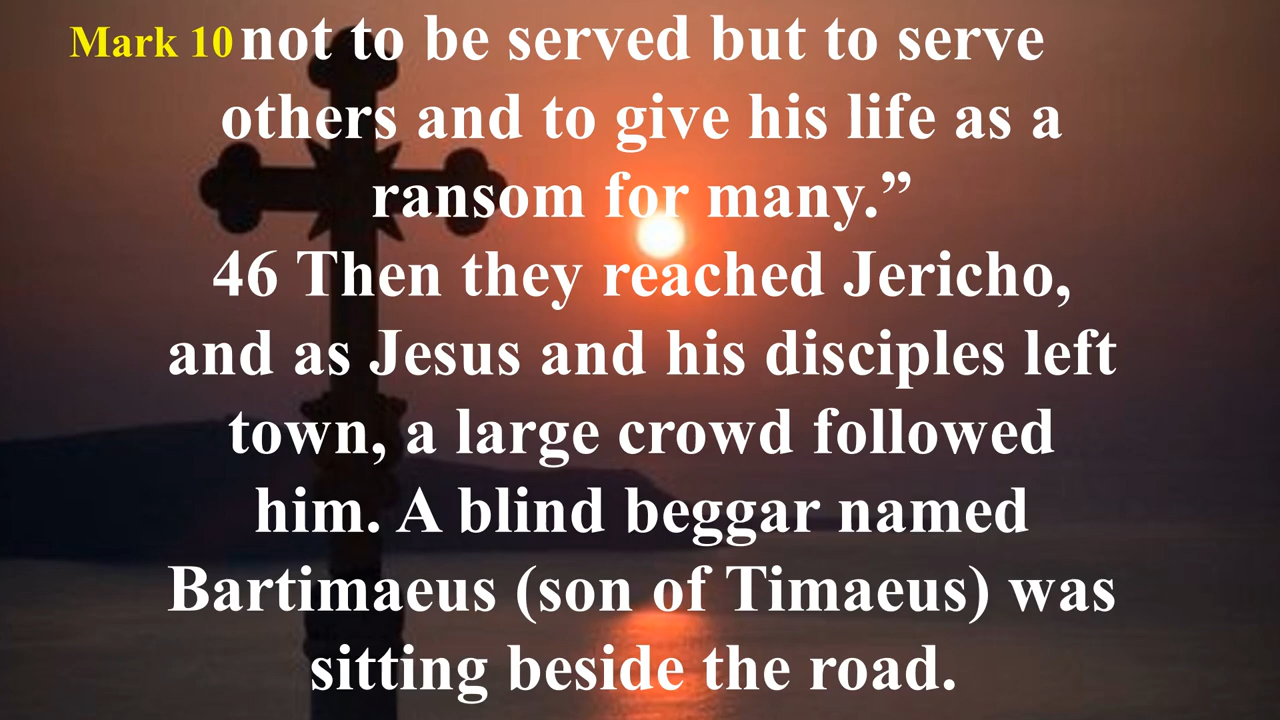 Mark 10 not to be served but to serve
others and to give his life as a
ransom for many.”
46 Then they reached Jericho,
and as Jesus and his disciples left
town, a large crowd followed
him. A blind beggar named
Bartimaeus (son of Timaeus) was
sitting beside the road.